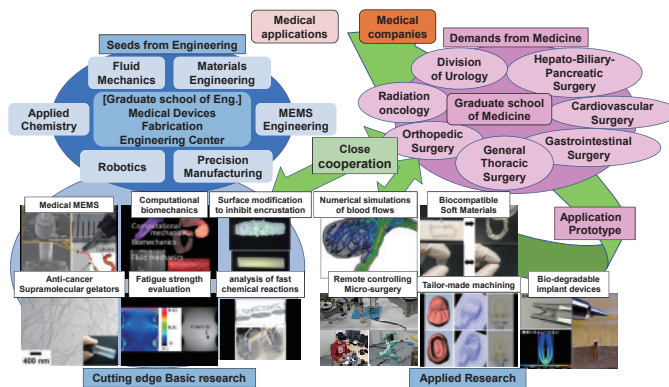 Medical
applications
Medical
companies
Seeds from Engineering
Demands from Medicine
Fluid
Mechanics
Materials
Engineering
Applied
Chemistry
[Graduate school of Eng.]
Medical Devices
Fabrication
Engineering Center
MEMS
Engineering
Robotics
Precision
Manufacturing
Division
of Urology
Hepato-Biliary-
Pancreatic
Surgery
Radiation
oncology
Graduate school
of Medicine
Cardiovascular
Surgery
Orthopedic
Surgery
General
Thoracic
Surgery
Gastrointestinal
Surgery
Close
cooperation
Application
Prototype
Medical MEMS
Computational
biomechanics
Surface modification
to inhibit encrustation
Numerical simulations
of blood flows
Biocompatible
Soft Materials
Computational
mechanics
Biomechanics
Fluid mechanics
Anti-cancer
Supramolecular gelators
Fatigue strength
evaluation
analysis of fast
chemical reactions
Remote controlling
Micro-surgery
Tailor-made machining
Bio-degradable
implant devices
400 nm
Cutting edge Basic research
Applied Research